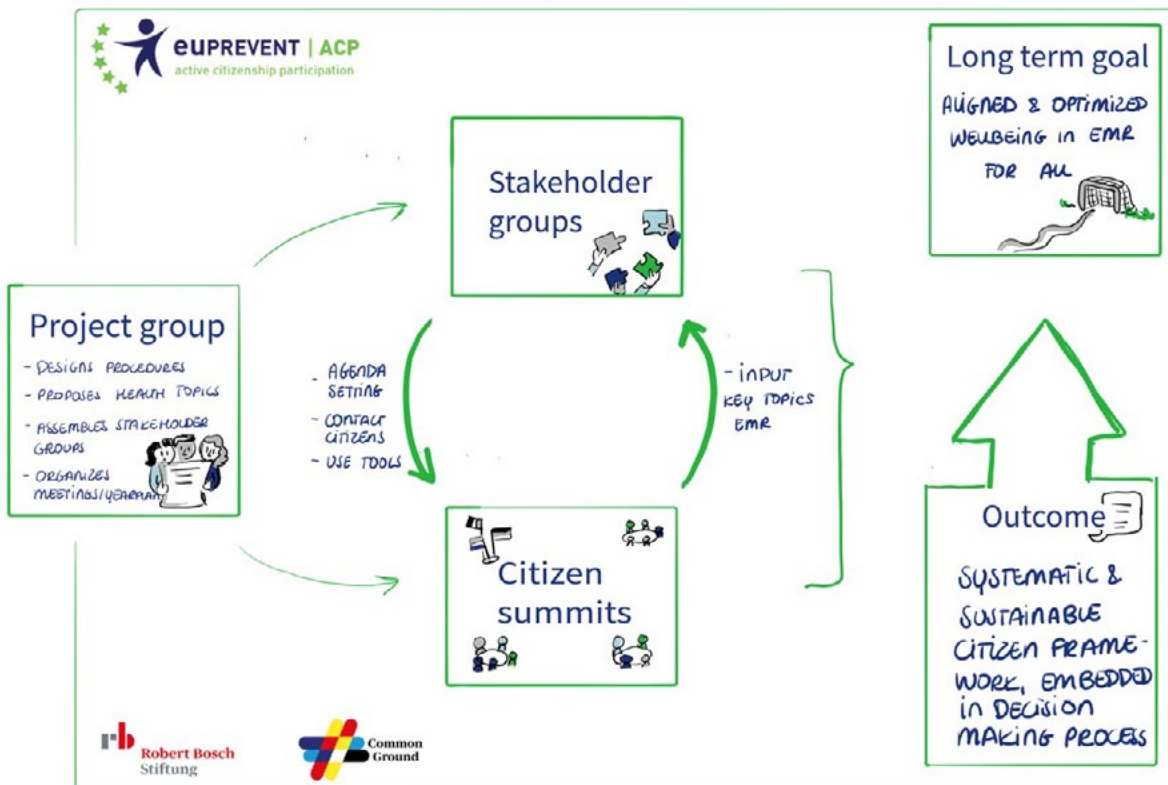 euPREVENT | ACP
active citizenship participation
Project group
- DESIGNS PROCEDURES
- PROPOSES HEALTH TOPICS
- ASSEMBLES STAKEHOLDER
GROUPS
- ORGANIZES
MEETINGS/YEARPLAN
Stakeholder
groups
- AGENDA
SETTING
- CONTACT
CITIZENS
- USE TOOLS
- INPUT
KEY TOPICS
EMR
Citizen
summits
Long term goal
ALIGNED & OPTIMIZED
WELLBEING IN EMR
FOR ALL
Outcome
SYSTEMATIC &
SUSTAINABLE
CITIZEN FRAME-
WORK, EMBEDDED
IN DECISION
MAKING PROCESS
rb
Robert Bosch
Stiftung
Common
Ground